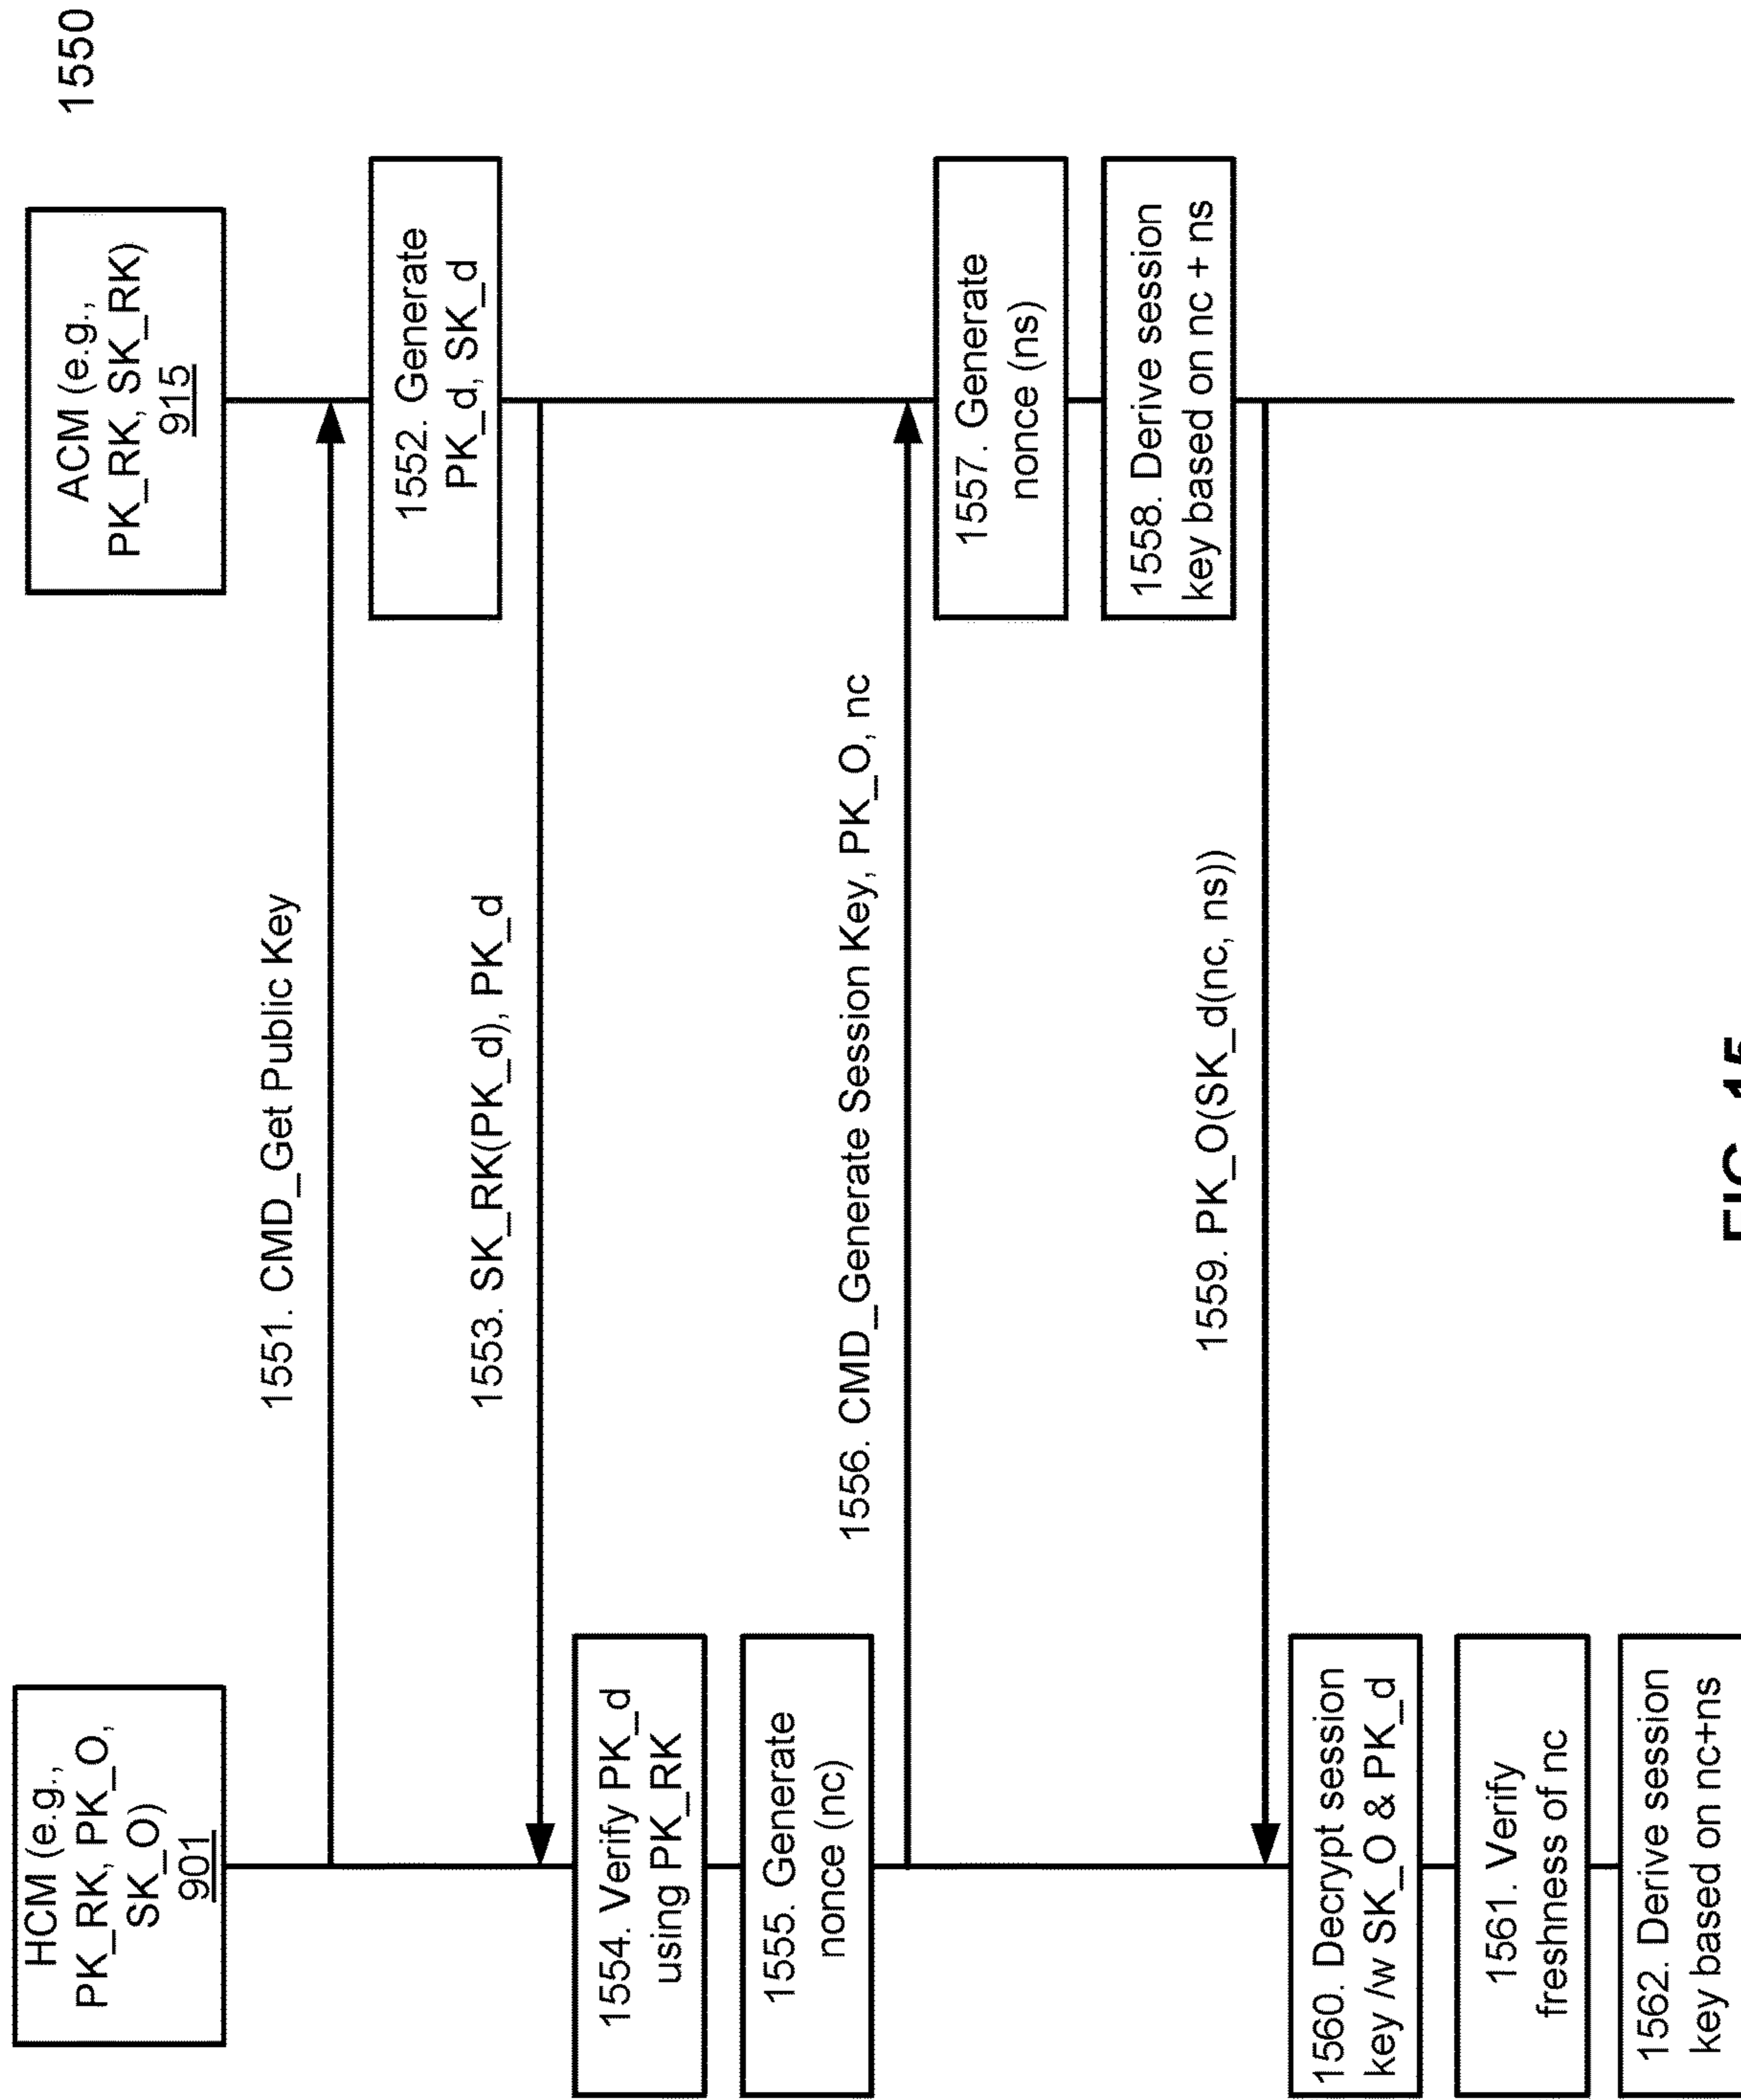 1550
HCM (e.g.,
PK_RK, PK_O,
SK_O)
901
ACM (e.g.,
PK_RK, SK_RK)
915
1551. CMD_Get Public Key
1552. Generate
PK_d, SK_d
1553. SK_RK(PK_d), PK_d
1554. Verify PK_d
using PK_RK
1555. Generate
nonce (nc)
1556. CMD_Generate Session Key, PK_O, nc
1557. Generate
nonce (ns)
1558. Derive session
key based on nc + ns
1559. PK_O(SK_d(nc, ns))
1560. Decrypt session
key /w SK_O & PK_d
1561. Verify
freshness of nc
1562. Derive session
key based on nc+ns
FIG. 15